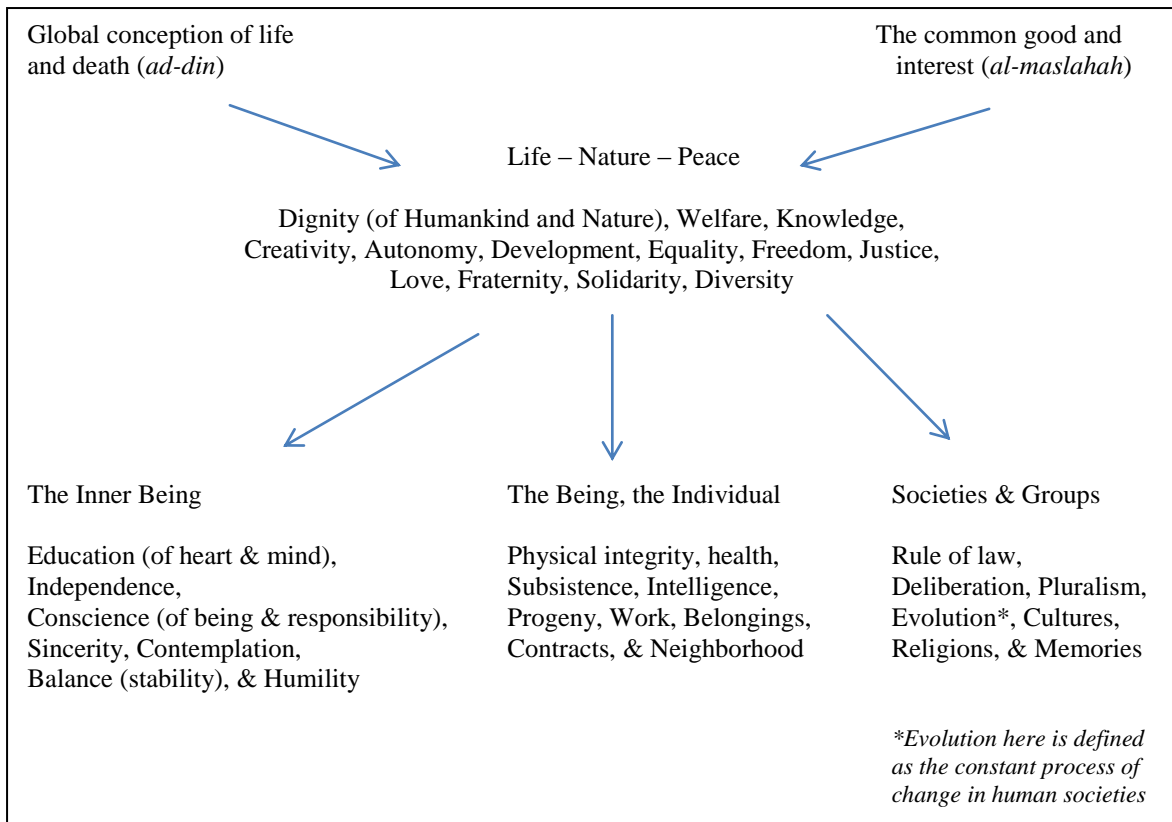 Global conception of life
and death (ad-din)
The common good and
interest (al-maslahah)
Life – Nature – Peace
Dignity (of Humankind and Nature), Welfare, Knowledge,
Creativity, Autonomy, Development, Equality, Freedom, Justice,
Love, Fraternity, Solidarity, Diversity
The Inner Being
Education (of heart & mind),
Independence,
Conscience (of being & responsibility),
Sincerity, Contemplation,
Balance (stability), & Humility
The Being, the Individual
Physical integrity, health,
Subsistence, Intelligence,
Progeny, Work, Belongings,
Contracts, & Neighborhood
Societies & Groups
Rule of law,
Deliberation, Pluralism,
Evolution*, Cultures,
Religions, & Memories
*Evolution here is defined
as the constant process of
change in human societies